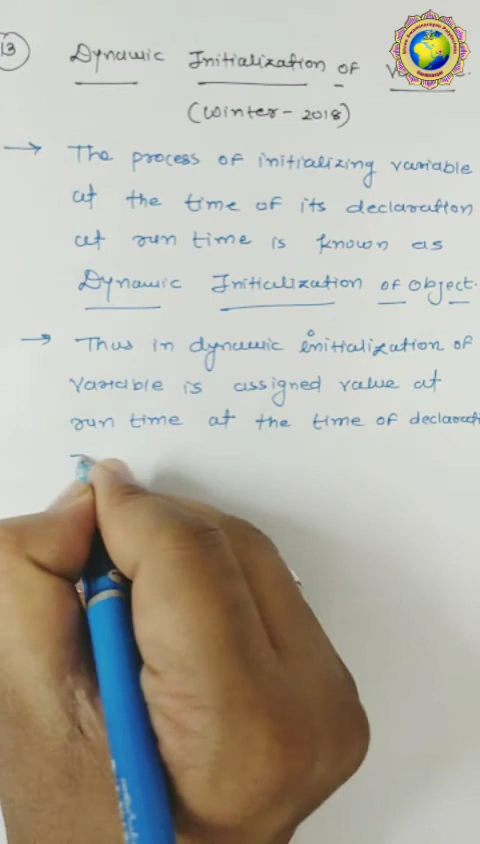 13
Dynamic Initialization of
(Winter-2018)
→ The process of initializing variable
at the time of its declaration
at run time is known as
Dynamic Initialization of object.
→ Thus in dynamic initialization of
variable is assigned value at
run time at the time of declarati